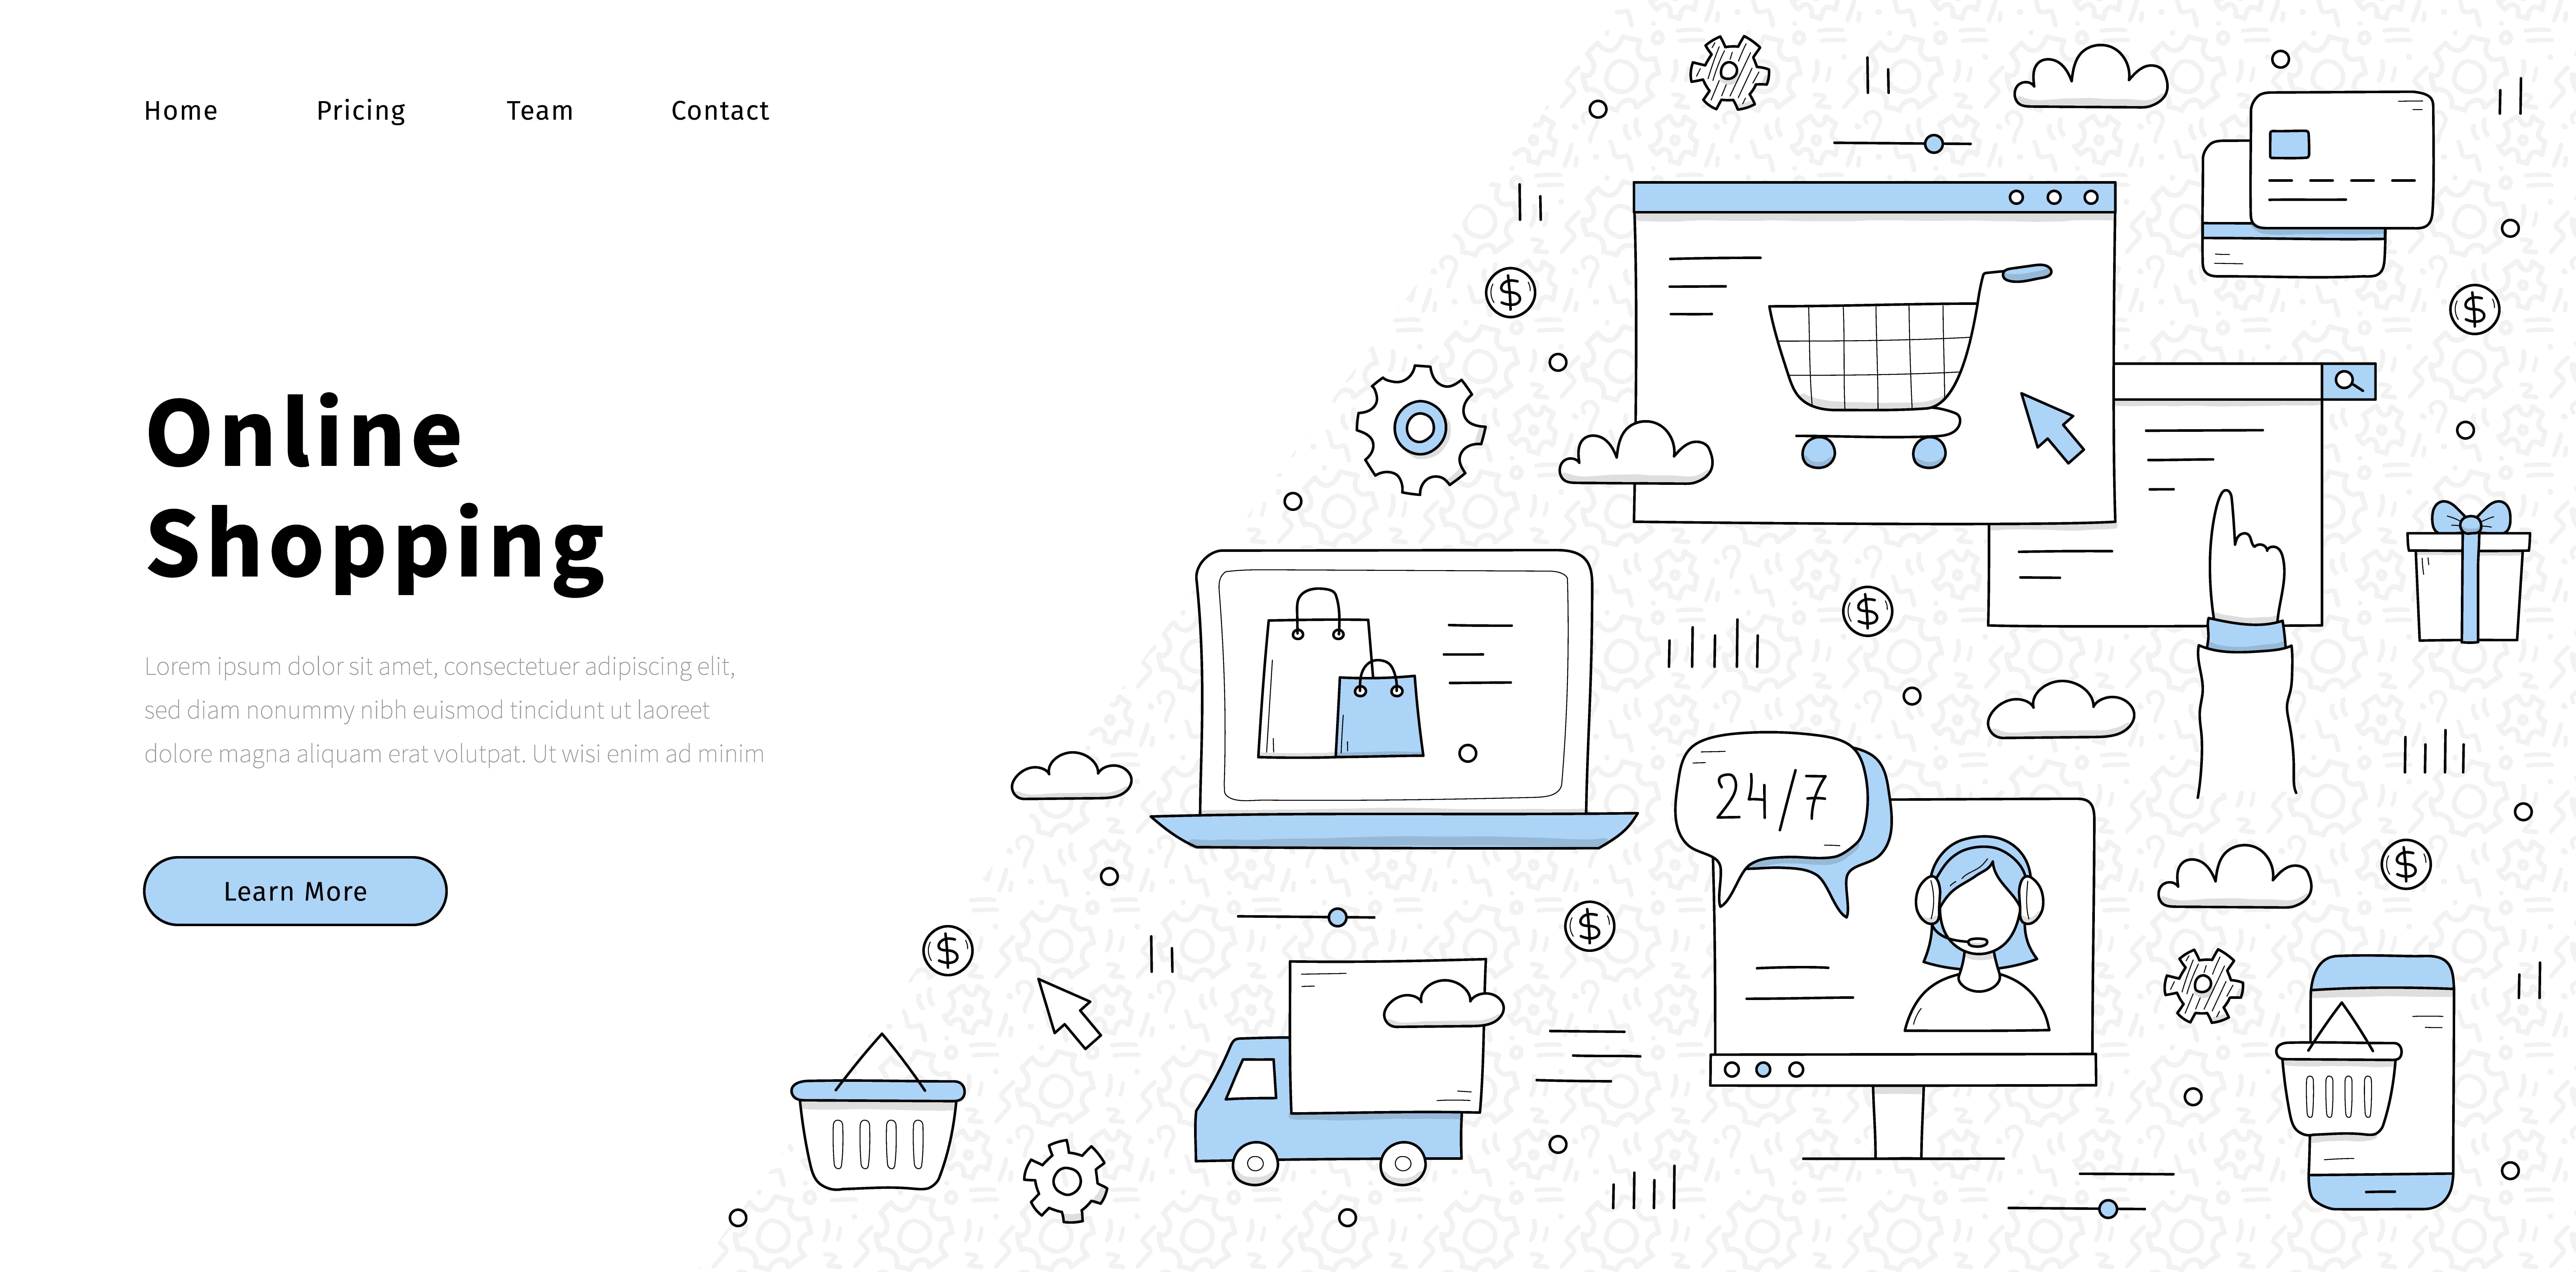 Home Pricing Team Contact
Online
Shopping
Lorem ipsum dolor sit amet, consectetuer adipiscing elit,
sed diam nonummy nibh euismod tincidunt ut laoreet
dolore magna aliquam erat volutpat. Ut wisi enim ad minim
Learn More
$
$
$
24/7
$
$
$